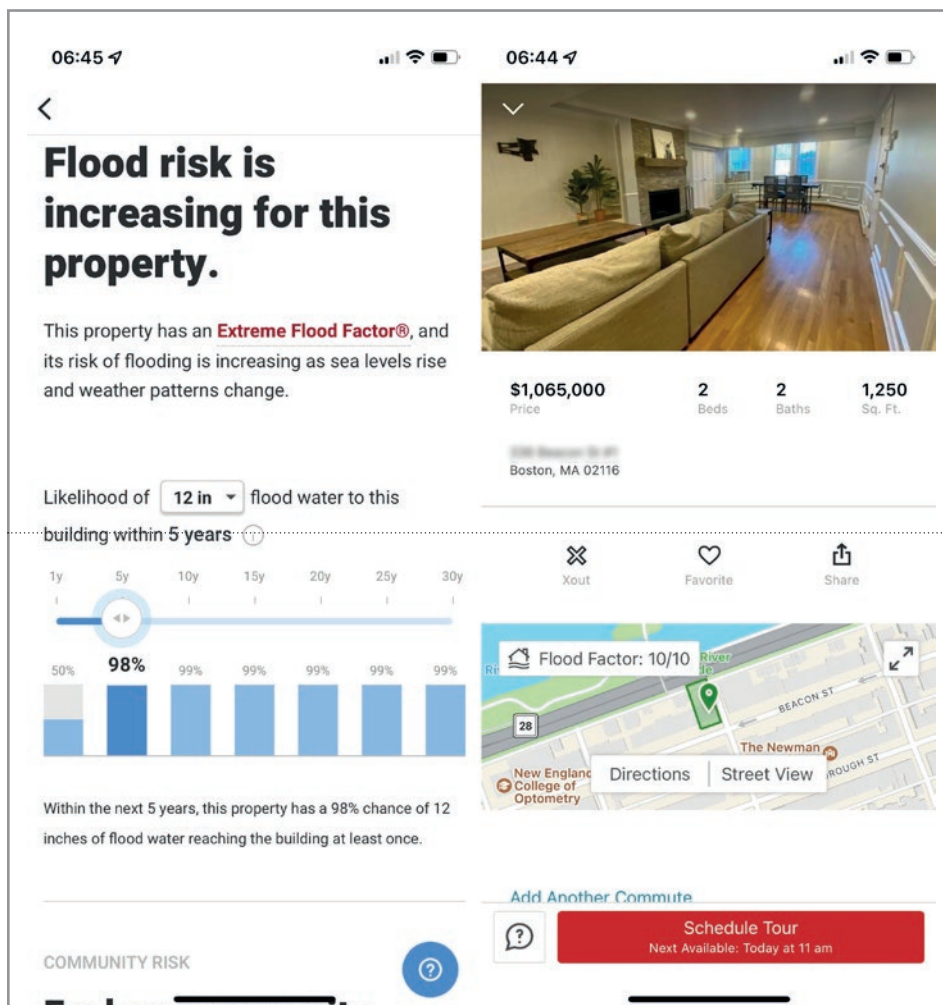 06:45
Flood risk is
increasing for this
property.
This property has an Extreme Flood Factor®, and
its risk of flooding is increasing as sea levels rise
and weather patterns change.
Likelihood of 12 in flood water to this
building within 5 years
1y 5y 10y 15y 20y 25y 30y
50% 98% 99% 99% 99% 99% 99%
Within the next 5 years, this property has a 98% chance of 12
inches of flood water reaching the building at least once.
COMMUNITY RISK
06:44
$1,065,000 2 2 1,250
Price Beds Baths Sq. Ft.
Boston, MA 02116
Xout Favorite Share
Flood Factor: 10/10
River
28
BEACON ST
The Newman
New England
College of
Optometry
Directions Street View
ROUGH ST
Add Another Commute
Schedule Tour
Next Available: Today at 11 am